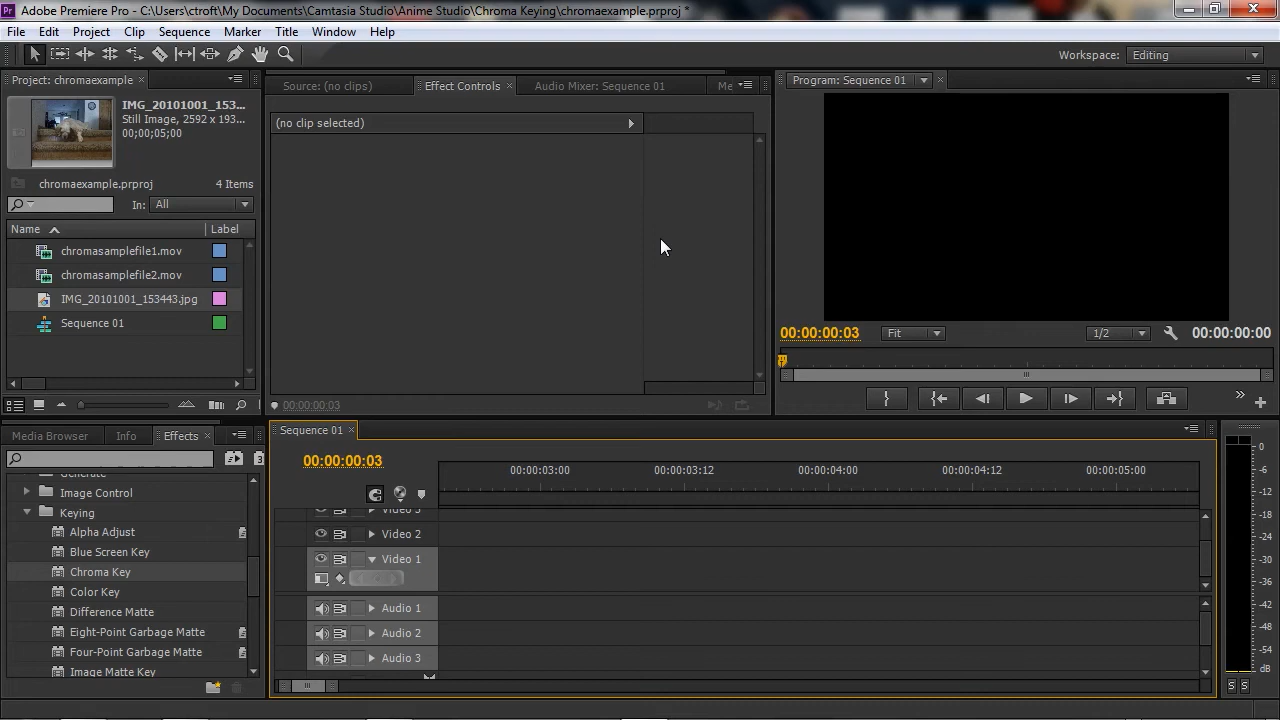 Pr Adobe Premiere Pro - C:\Users\ctroft\My Documents\Camtasia Studio\Anime Studio\Chroma Keying\chromaexample.prproj *
File Edit Project Clip Sequence Marker Title Window Help
Workspace: Editing
Project: chromaexample
IMG_20101001_153...
Still Image, 2592 x 193...
00;00;05;00
chromaexample.prproj 4 Items
In: All
Name Label
chromasamplefile1.mov
chromasamplefile2.mov
IMG_20101001_153443.jpg
Sequence 01
Source: (no clips) Effect Controls Audio Mixer: Sequence 01 Me
(no clip selected)
00:00:00:03
Program: Sequence 01
00:00:00:03 Fit 1/2 00:00:00:00
Media Browser Info Effects
Generate
Image Control
Keying
Alpha Adjust
Blue Screen Key
Chroma Key
Color Key
Difference Matte
Eight-Point Garbage Matte
Four-Point Garbage Matte
Image Matte Key
Sequence 01
00:00:00:03
00:00:03:00 00:00:03:12 00:00:04:00 00:00:04:12 00:00:05:00
Video 3
Video 2
Video 1
Audio 1
Audio 2
Audio 3
0
-6
-12
-18
-24
-30
-36
-42
-48
-54
dB
S S